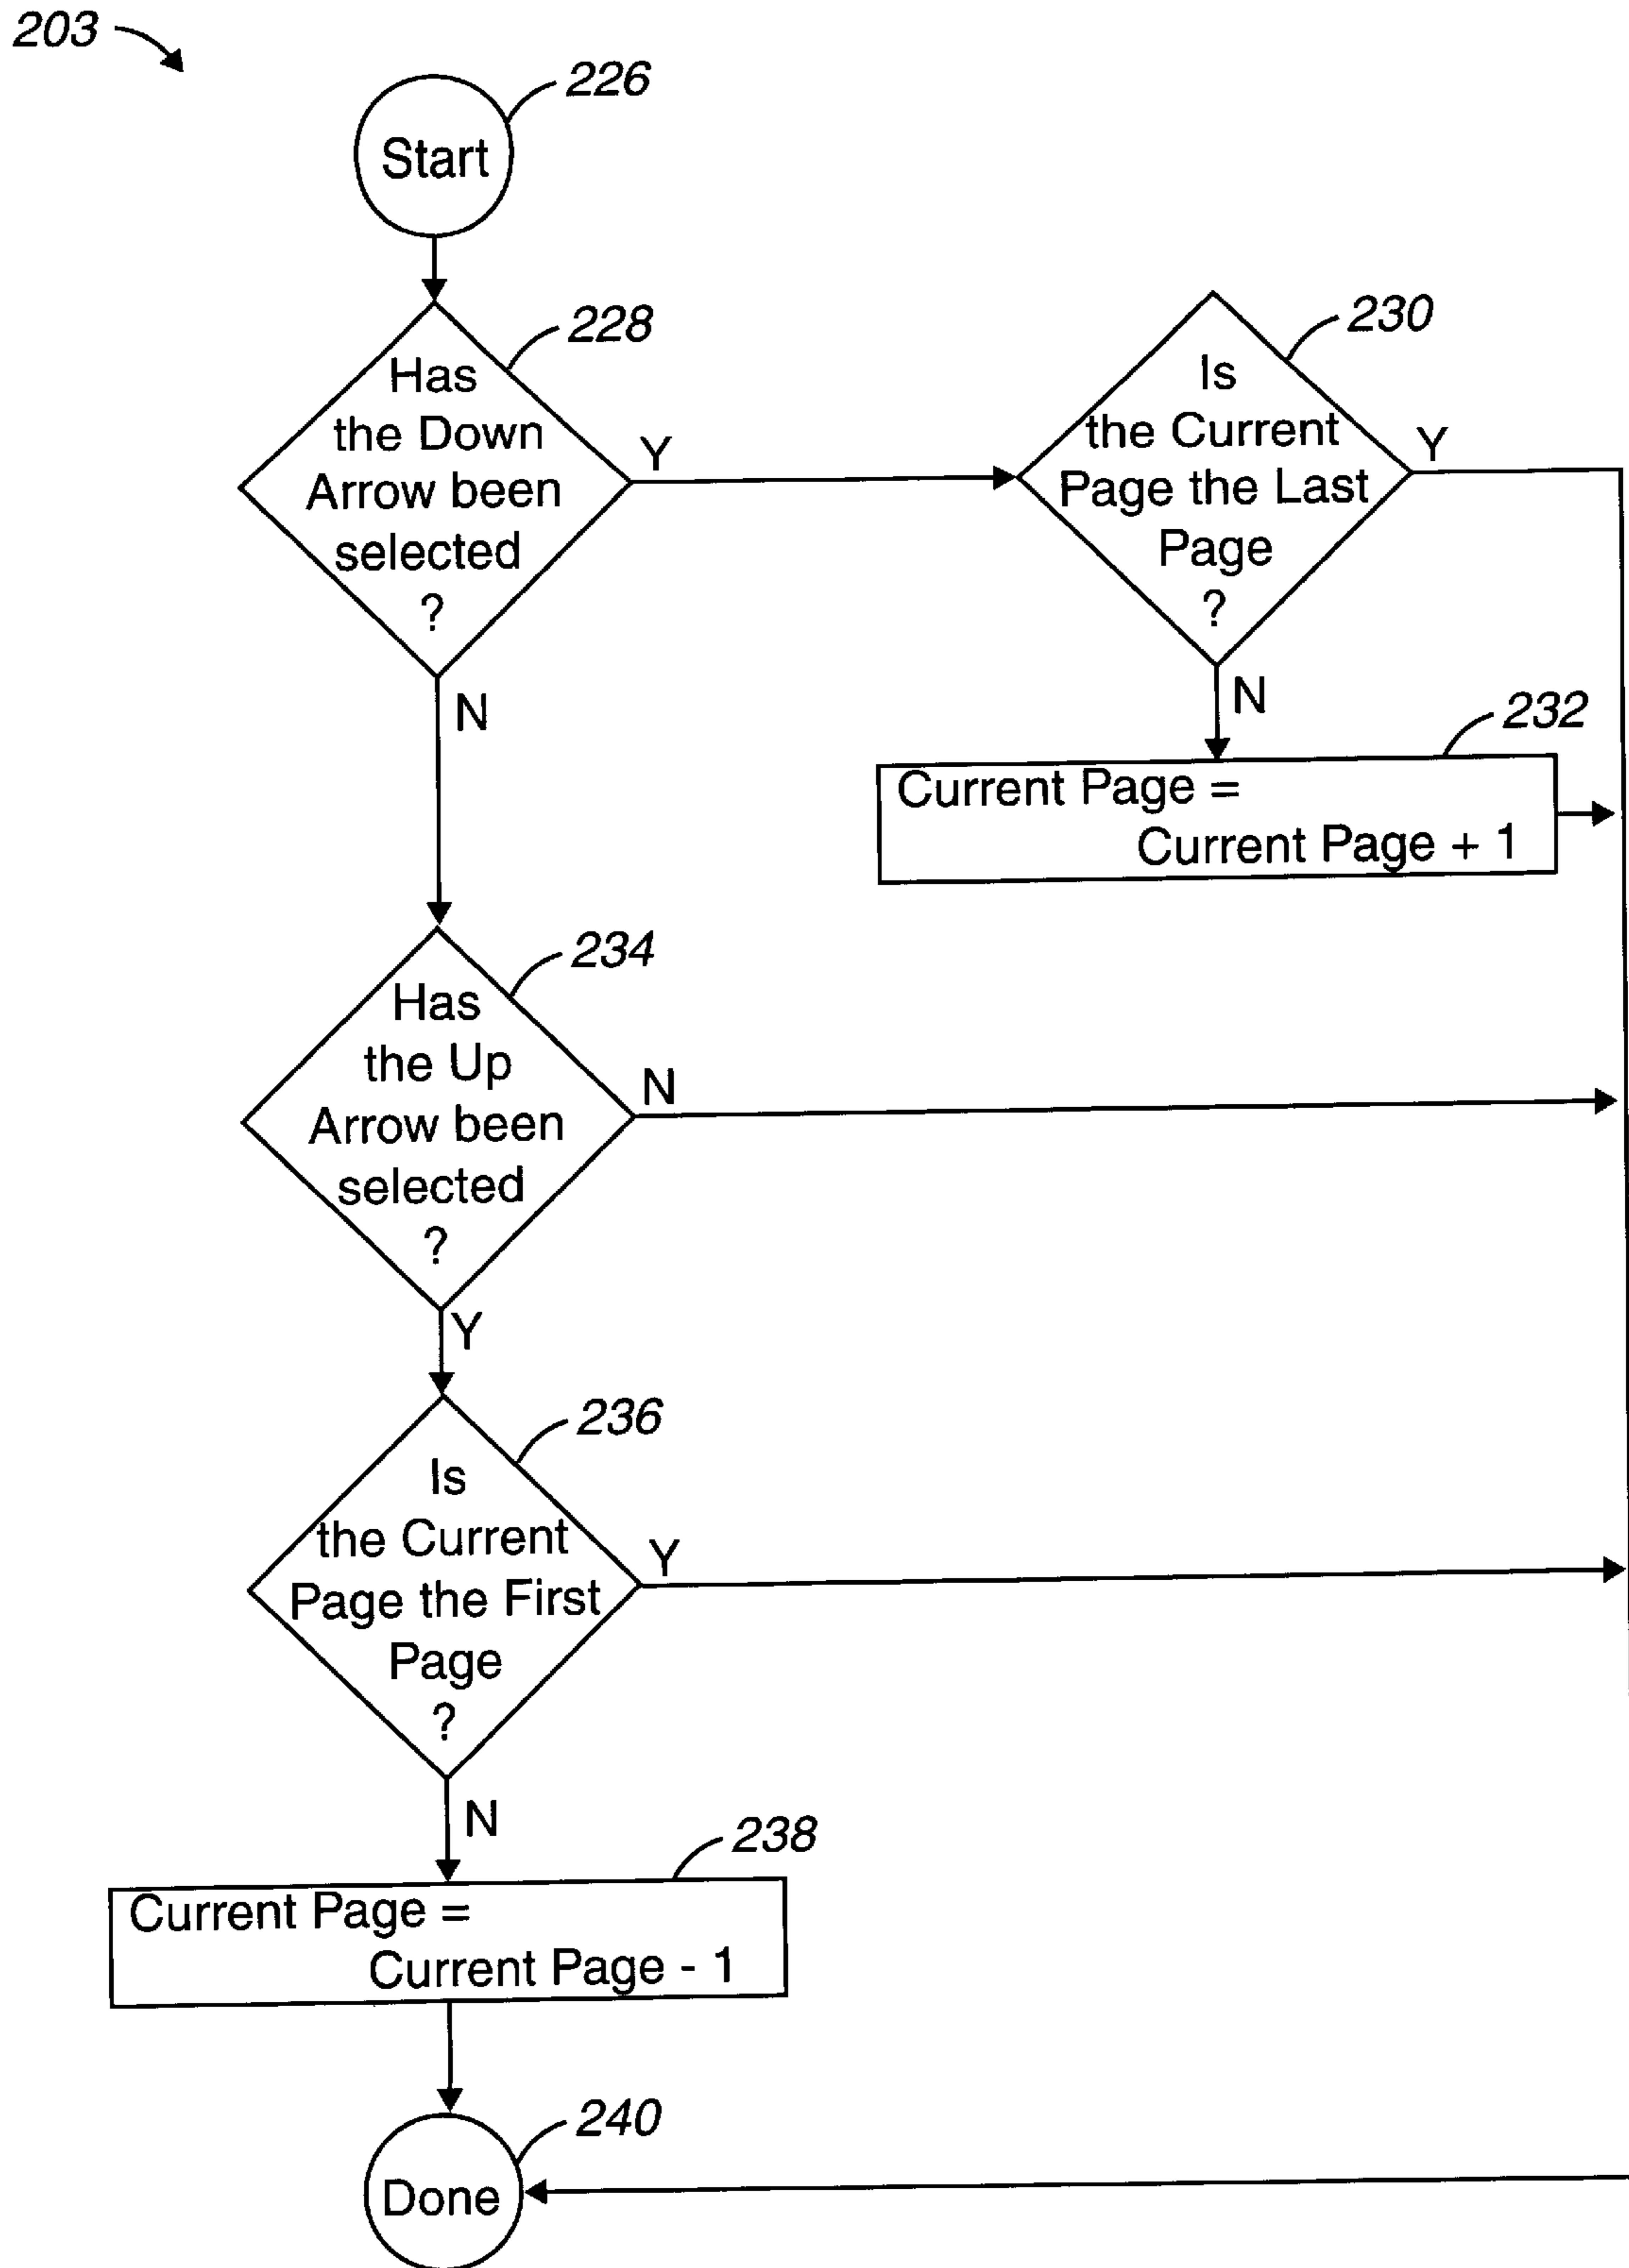 203
226
Start
228
Has
the Down
Arrow been
selected
?
Y
N
230
Is
the Current
Page the Last
Page
?
Y
N
232
Current Page =
Current Page + 1
234
Has
the Up
Arrow been
selected
?
N
Y
236
Is
the Current
Page the First
Page
?
Y
N
238
Current Page =
Current Page - 1
240
Done